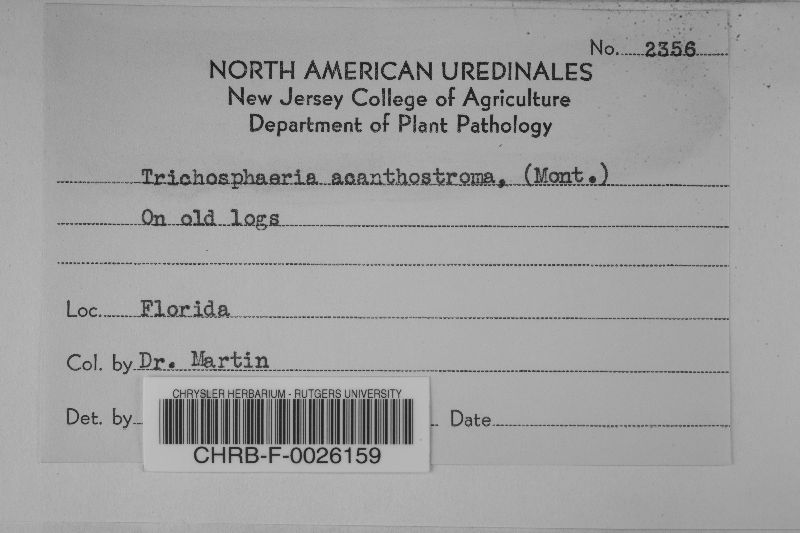 No. 2356
NORTH AMERICAN UREDINALES
New Jersey College of Agriculture
Department of Plant Pathology
Trichosphaeria acanthostroma, (Mont.)
On old logs
Loc. Florida
Col. by Dr. Martin
CHRYSLER HERBARIUM - RUTGERS UNIVERSITY
Det. by Date
CHRB-F-0026159